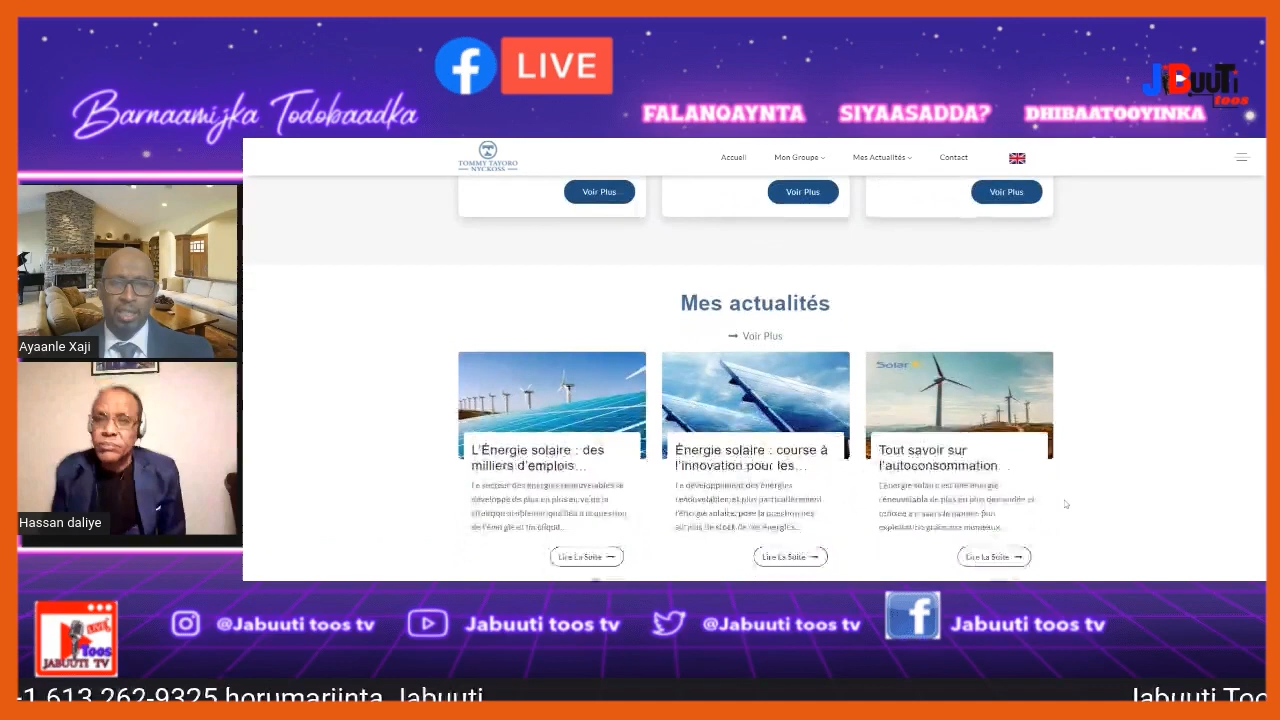 LIVE
Barnaamijka Todobaadka
FALANQAYNTA SIYAASADDA? DHIBAATOOYINKA
JABUUTI
toos
TOMMY TAYORO
NYCKOSS
Accueil Mon Groupe Mes Actualités Contact
Voir Plus Voir Plus Voir Plus
Mes actualités
Voir Plus
L'Énergie solaire : des
milliers d'emplois...
Énergie solaire : course à
l'innovation pour les...
Solar
Tout savoir sur
l'autoconsommation
Lire La Suite Lire La Suite Lire La Suite
Ayaanle Xaji
Hassan daliye
LIVE
Toos
JABUUTI TV
@Jabuuti toos tv Jabuuti toos tv @Jabuuti toos tv Jabuuti toos tv
-1 613 262-9325 horumariinta Jabuuti Jabuuti Too